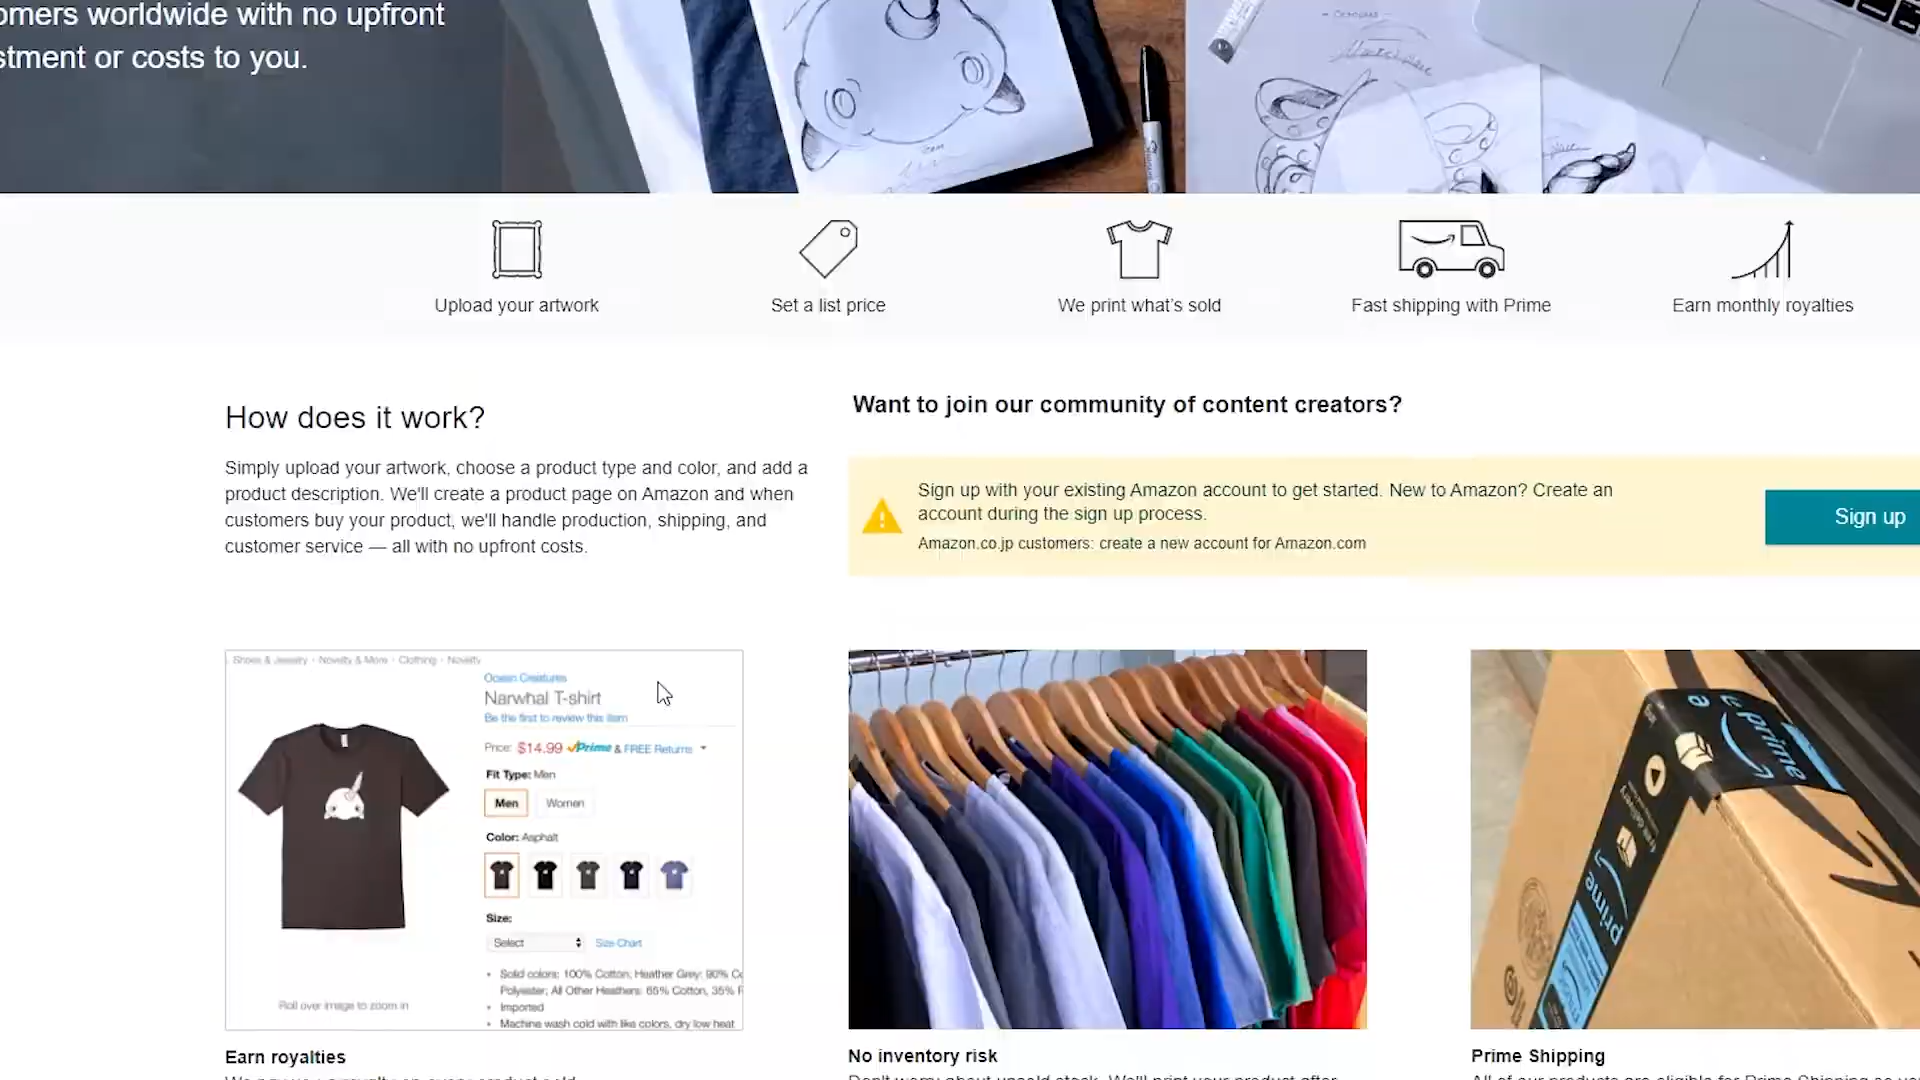 omers worldwide with no upfront
stment or costs to you.
Upload your artwork
Set a list price
We print what's sold
Fast shipping with Prime
Earn monthly royalties
How does it work?
Simply upload your artwork, choose a product type and color, and add a
product description. We'll create a product page on Amazon and when
customers buy your product, we'll handle production, shipping, and
customer service — all with no upfront costs.
Want to join our community of content creators?
Sign up with your existing Amazon account to get started. New to Amazon? Create an
account during the sign up process.
Amazon.co.jp customers: create a new account for Amazon.com
Sign up
Shoes & Jewelry › Novelty & More › Clothing › Novelty
Ocean Creatures
Narwhal T-shirt
Be the first to review this item
Price: $14.99 Prime & FREE Returns
Fit Type: Men
Men
Women
Color: Asphalt
Size:
Select
Size Chart
• Solid colors: 100% Cotton; Heather Grey: 90% Co
Polyester; All Other Heathers: 65% Cotton, 35% P
• Imported
• Machine wash cold with like colors, dry low heat
Roll over image to zoom in
prime
prime
Earn royalties
No inventory risk
Prime Shipping